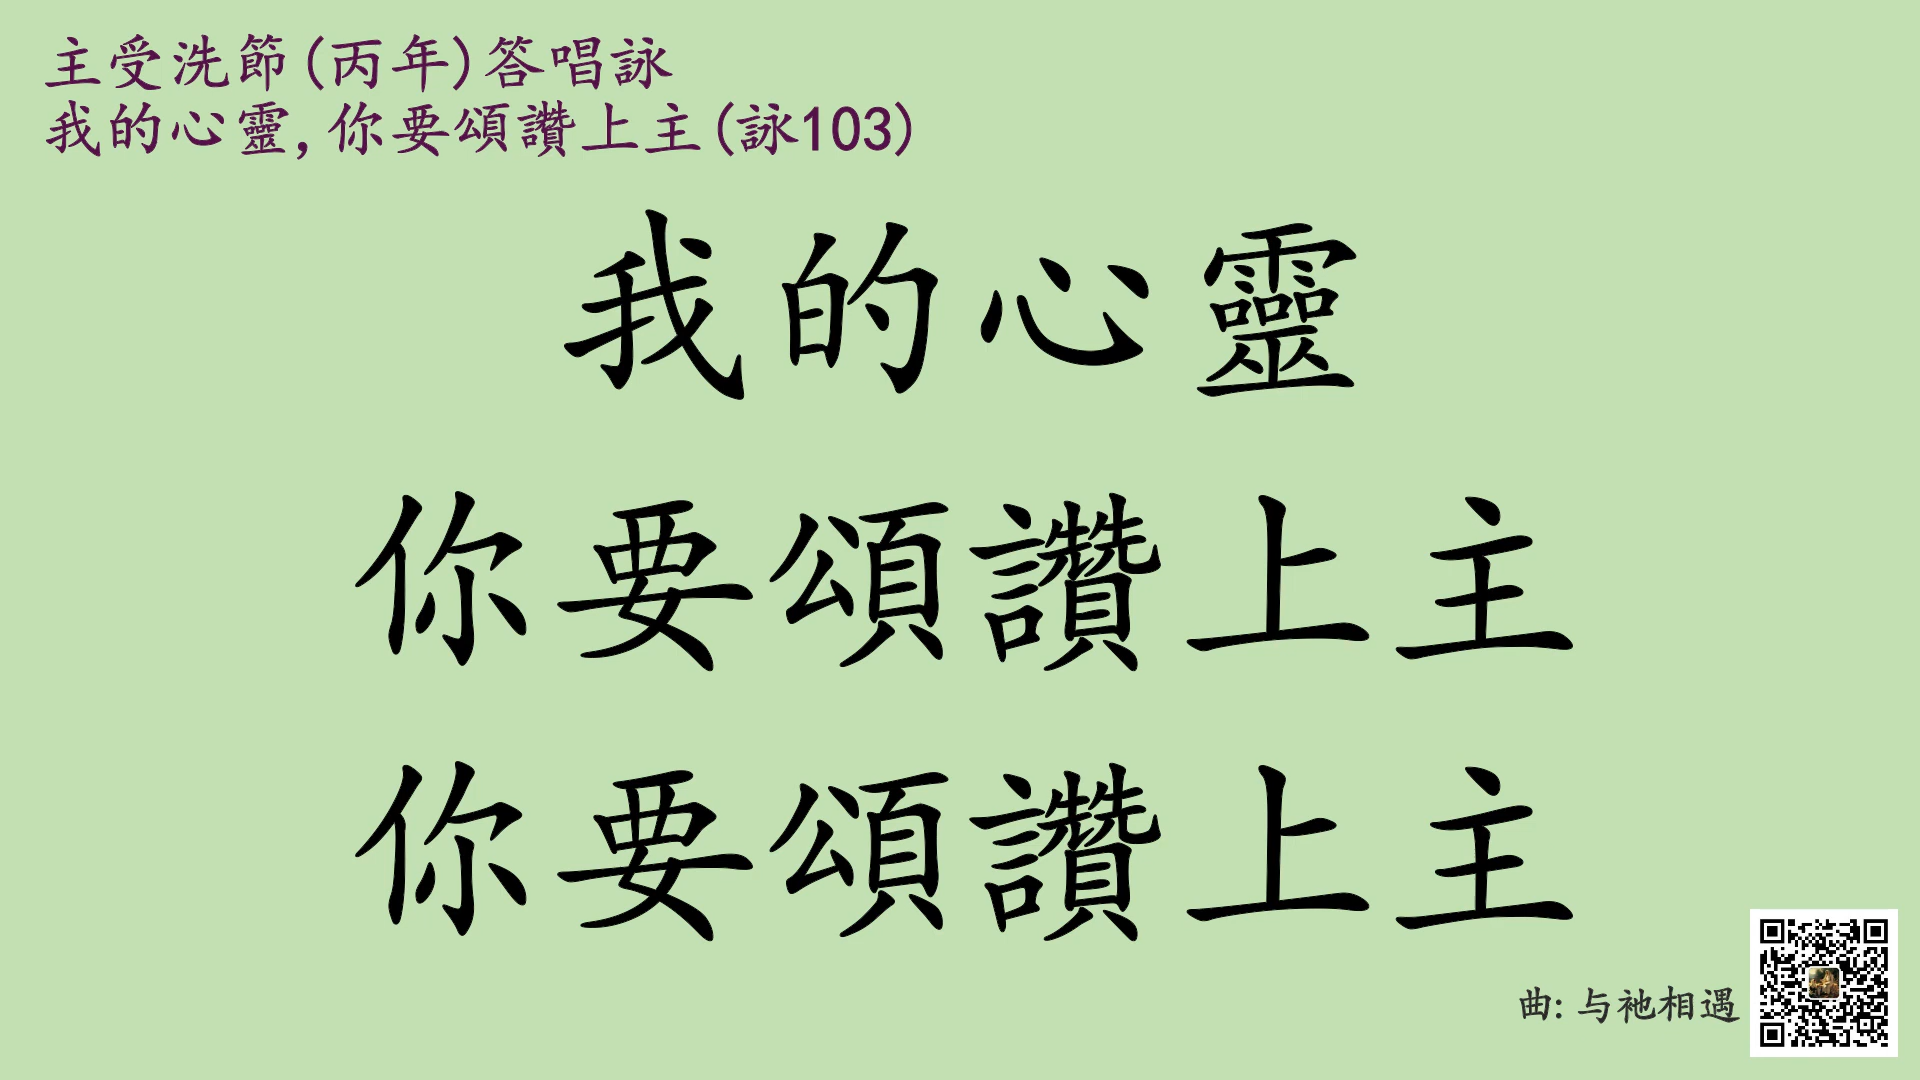 主受洗節(丙年)答唱詠
我的心靈,你要頌讚上主(詠103)
我的心靈
你要頌讚上主
你要頌讚上主
曲: 与祂相遇